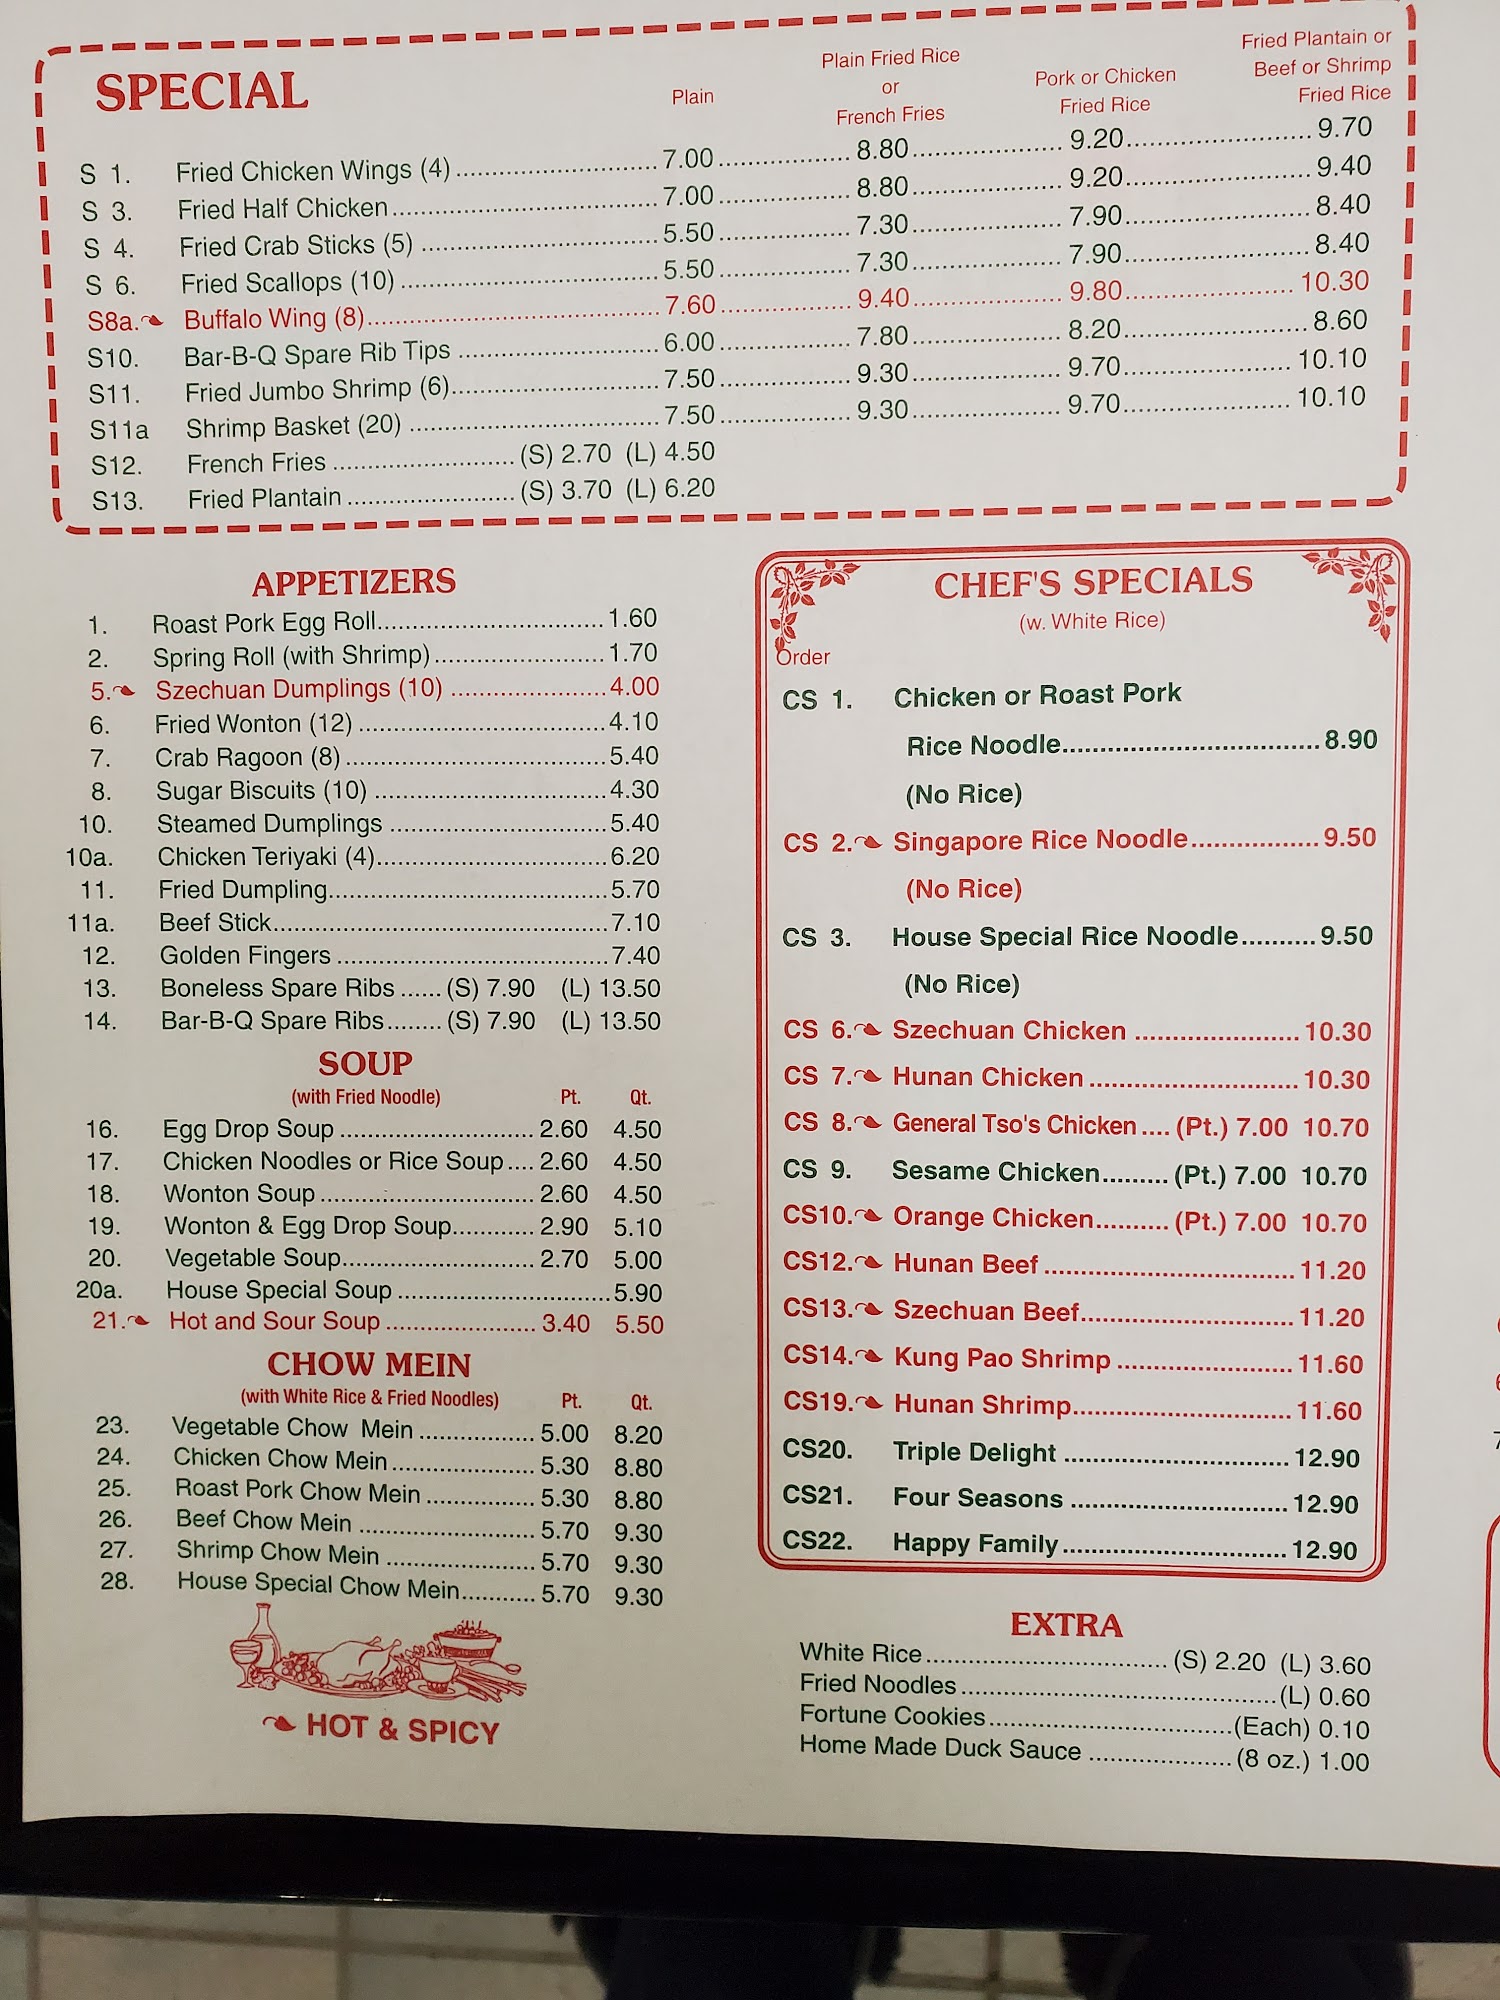 SPECIAL
Plain
Plain Fried Rice
or
French Fries
Pork or Chicken
Fried Rice
Fried Plantain or
Beef or Shrimp
Fried Rice
S 1. Fried Chicken Wings (4) 7.00 8.80 9.20 9.70
S 3. Fried Half Chicken 7.00 8.80 9.20 9.40
S 4. Fried Crab Sticks (5) 5.50 7.30 7.90 8.40
S 6. Fried Scallops (10) 5.50 7.30 7.90 8.40
S8a. Buffalo Wing (8) 7.60 9.40 9.80 10.30
S10. Bar-B-Q Spare Rib Tips 6.00 7.80 8.20 8.60
S11. Fried Jumbo Shrimp (6) 7.50 9.30 9.70 10.10
S11a Shrimp Basket (20) 7.50 9.30 9.70 10.10
S12. French Fries (S) 2.70 (L) 4.50
S13. Fried Plantain (S) 3.70 (L) 6.20
APPETIZERS
1. Roast Pork Egg Roll 1.60
2. Spring Roll (with Shrimp) 1.70
5. Szechuan Dumplings (10) 4.00
6. Fried Wonton (12) 4.10
7. Crab Ragoon (8) 5.40
8. Sugar Biscuits (10) 4.30
10. Steamed Dumplings 5.40
10a. Chicken Teriyaki (4) 6.20
11. Fried Dumpling 5.70
11a. Beef Stick 7.10
12. Golden Fingers 7.40
13. Boneless Spare Ribs (S) 7.90 (L) 13.50
14. Bar-B-Q Spare Ribs (S) 7.90 (L) 13.50
SOUP
(with Fried Noodle) Pt. Qt.
16. Egg Drop Soup 2.60 4.50
17. Chicken Noodles or Rice Soup 2.60 4.50
18. Wonton Soup 2.60 4.50
19. Wonton & Egg Drop Soup 2.90 5.10
20. Vegetable Soup 2.70 5.00
20a. House Special Soup 5.90
21. Hot and Sour Soup 3.40 5.50
CHOW MEIN
(with White Rice & Fried Noodles) Pt. Qt.
23. Vegetable Chow Mein 5.00 8.20
24. Chicken Chow Mein 5.30 8.80
25. Roast Pork Chow Mein 5.30 8.80
26. Beef Chow Mein 5.70 9.30
27. Shrimp Chow Mein 5.70 9.30
28. House Special Chow Mein 5.70 9.30
HOT & SPICY
CHEF'S SPECIALS
(w. White Rice)
Order
CS 1. Chicken or Roast Pork
Rice Noodle 8.90
(No Rice)
CS 2. Singapore Rice Noodle 9.50
(No Rice)
CS 3. House Special Rice Noodle 9.50
(No Rice)
CS 6. Szechuan Chicken 10.30
CS 7. Hunan Chicken 10.30
CS 8. General Tso's Chicken (Pt.) 7.00 10.70
CS 9. Sesame Chicken (Pt.) 7.00 10.70
CS10. Orange Chicken (Pt.) 7.00 10.70
CS12. Hunan Beef 11.20
CS13. Szechuan Beef 11.20
CS14. Kung Pao Shrimp 11.60
CS19. Hunan Shrimp 11.60
CS20. Triple Delight 12.90
CS21. Four Seasons 12.90
CS22. Happy Family 12.90
EXTRA
White Rice (S) 2.20 (L) 3.60
Fried Noodles (L) 0.60
Fortune Cookies (Each) 0.10
Home Made Duck Sauce (8 oz.) 1.00